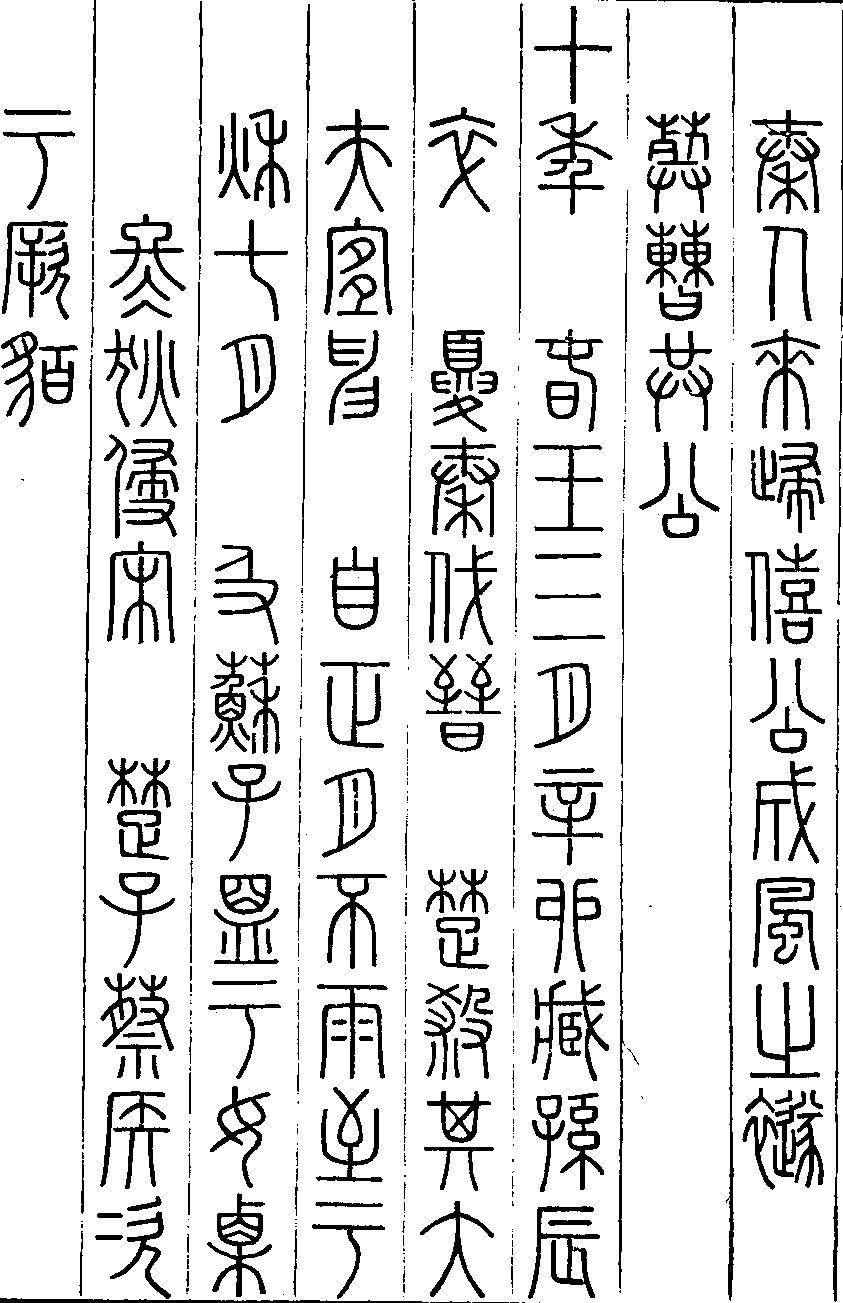 秦人來歸僖公成風之襚
葬曹共公
十年 春王三月辛卯臧孫辰
卒 夏秦伐晉 楚殺其大
夫宜申 自正月不雨至于
秋七月 及蘇子盟于女栗
冬狄侵宋 楚子蔡侯次
于厥貉